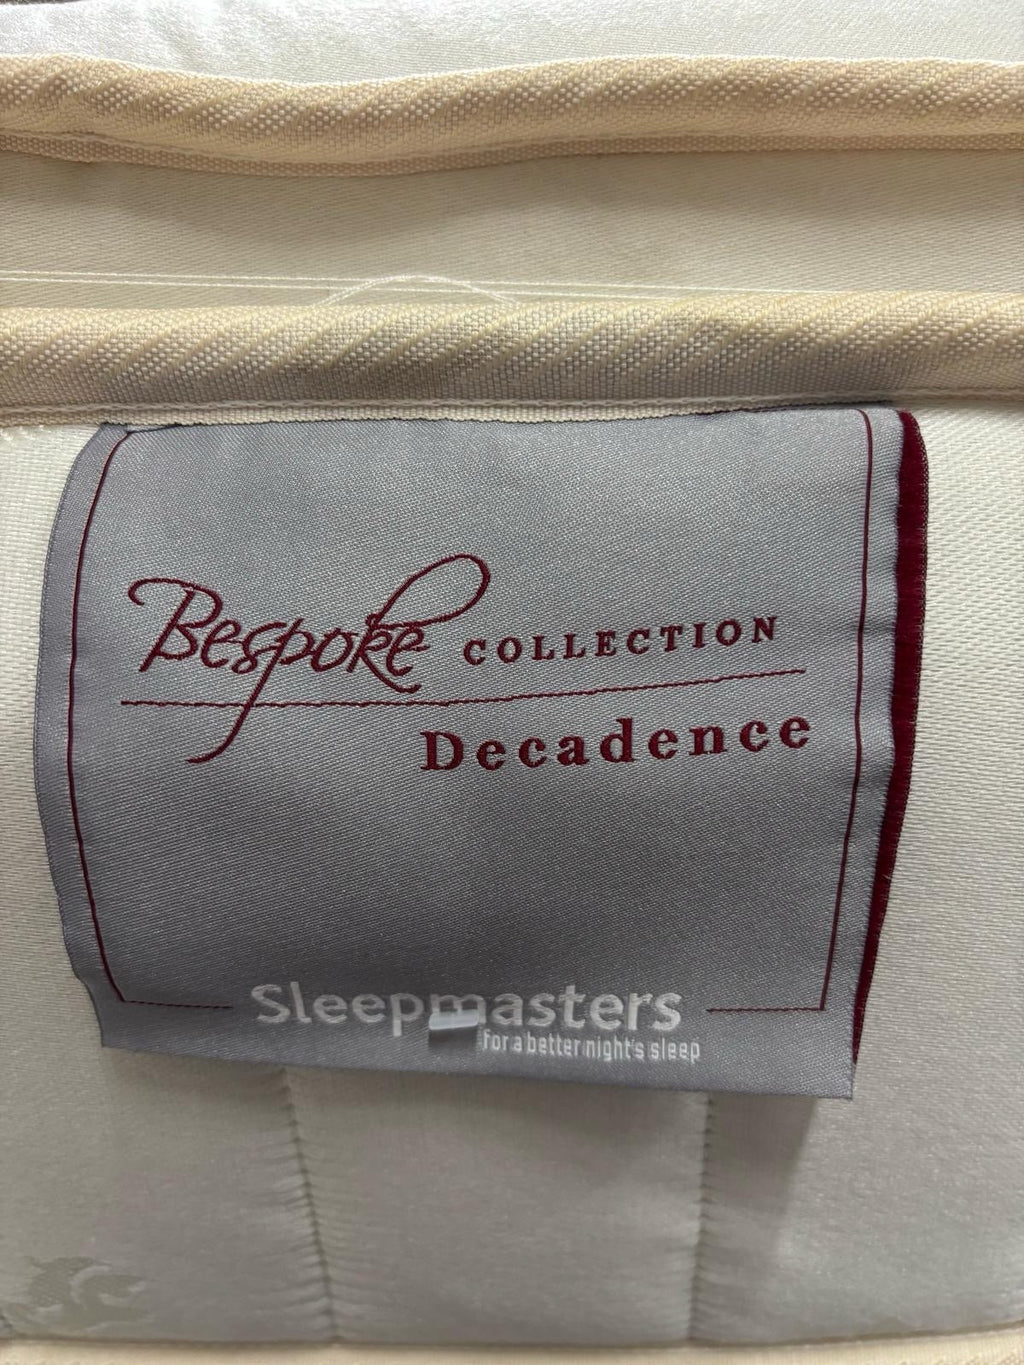 Bespoke COLLECTION
Decadence
Sleepmasters
for a better night's sleep